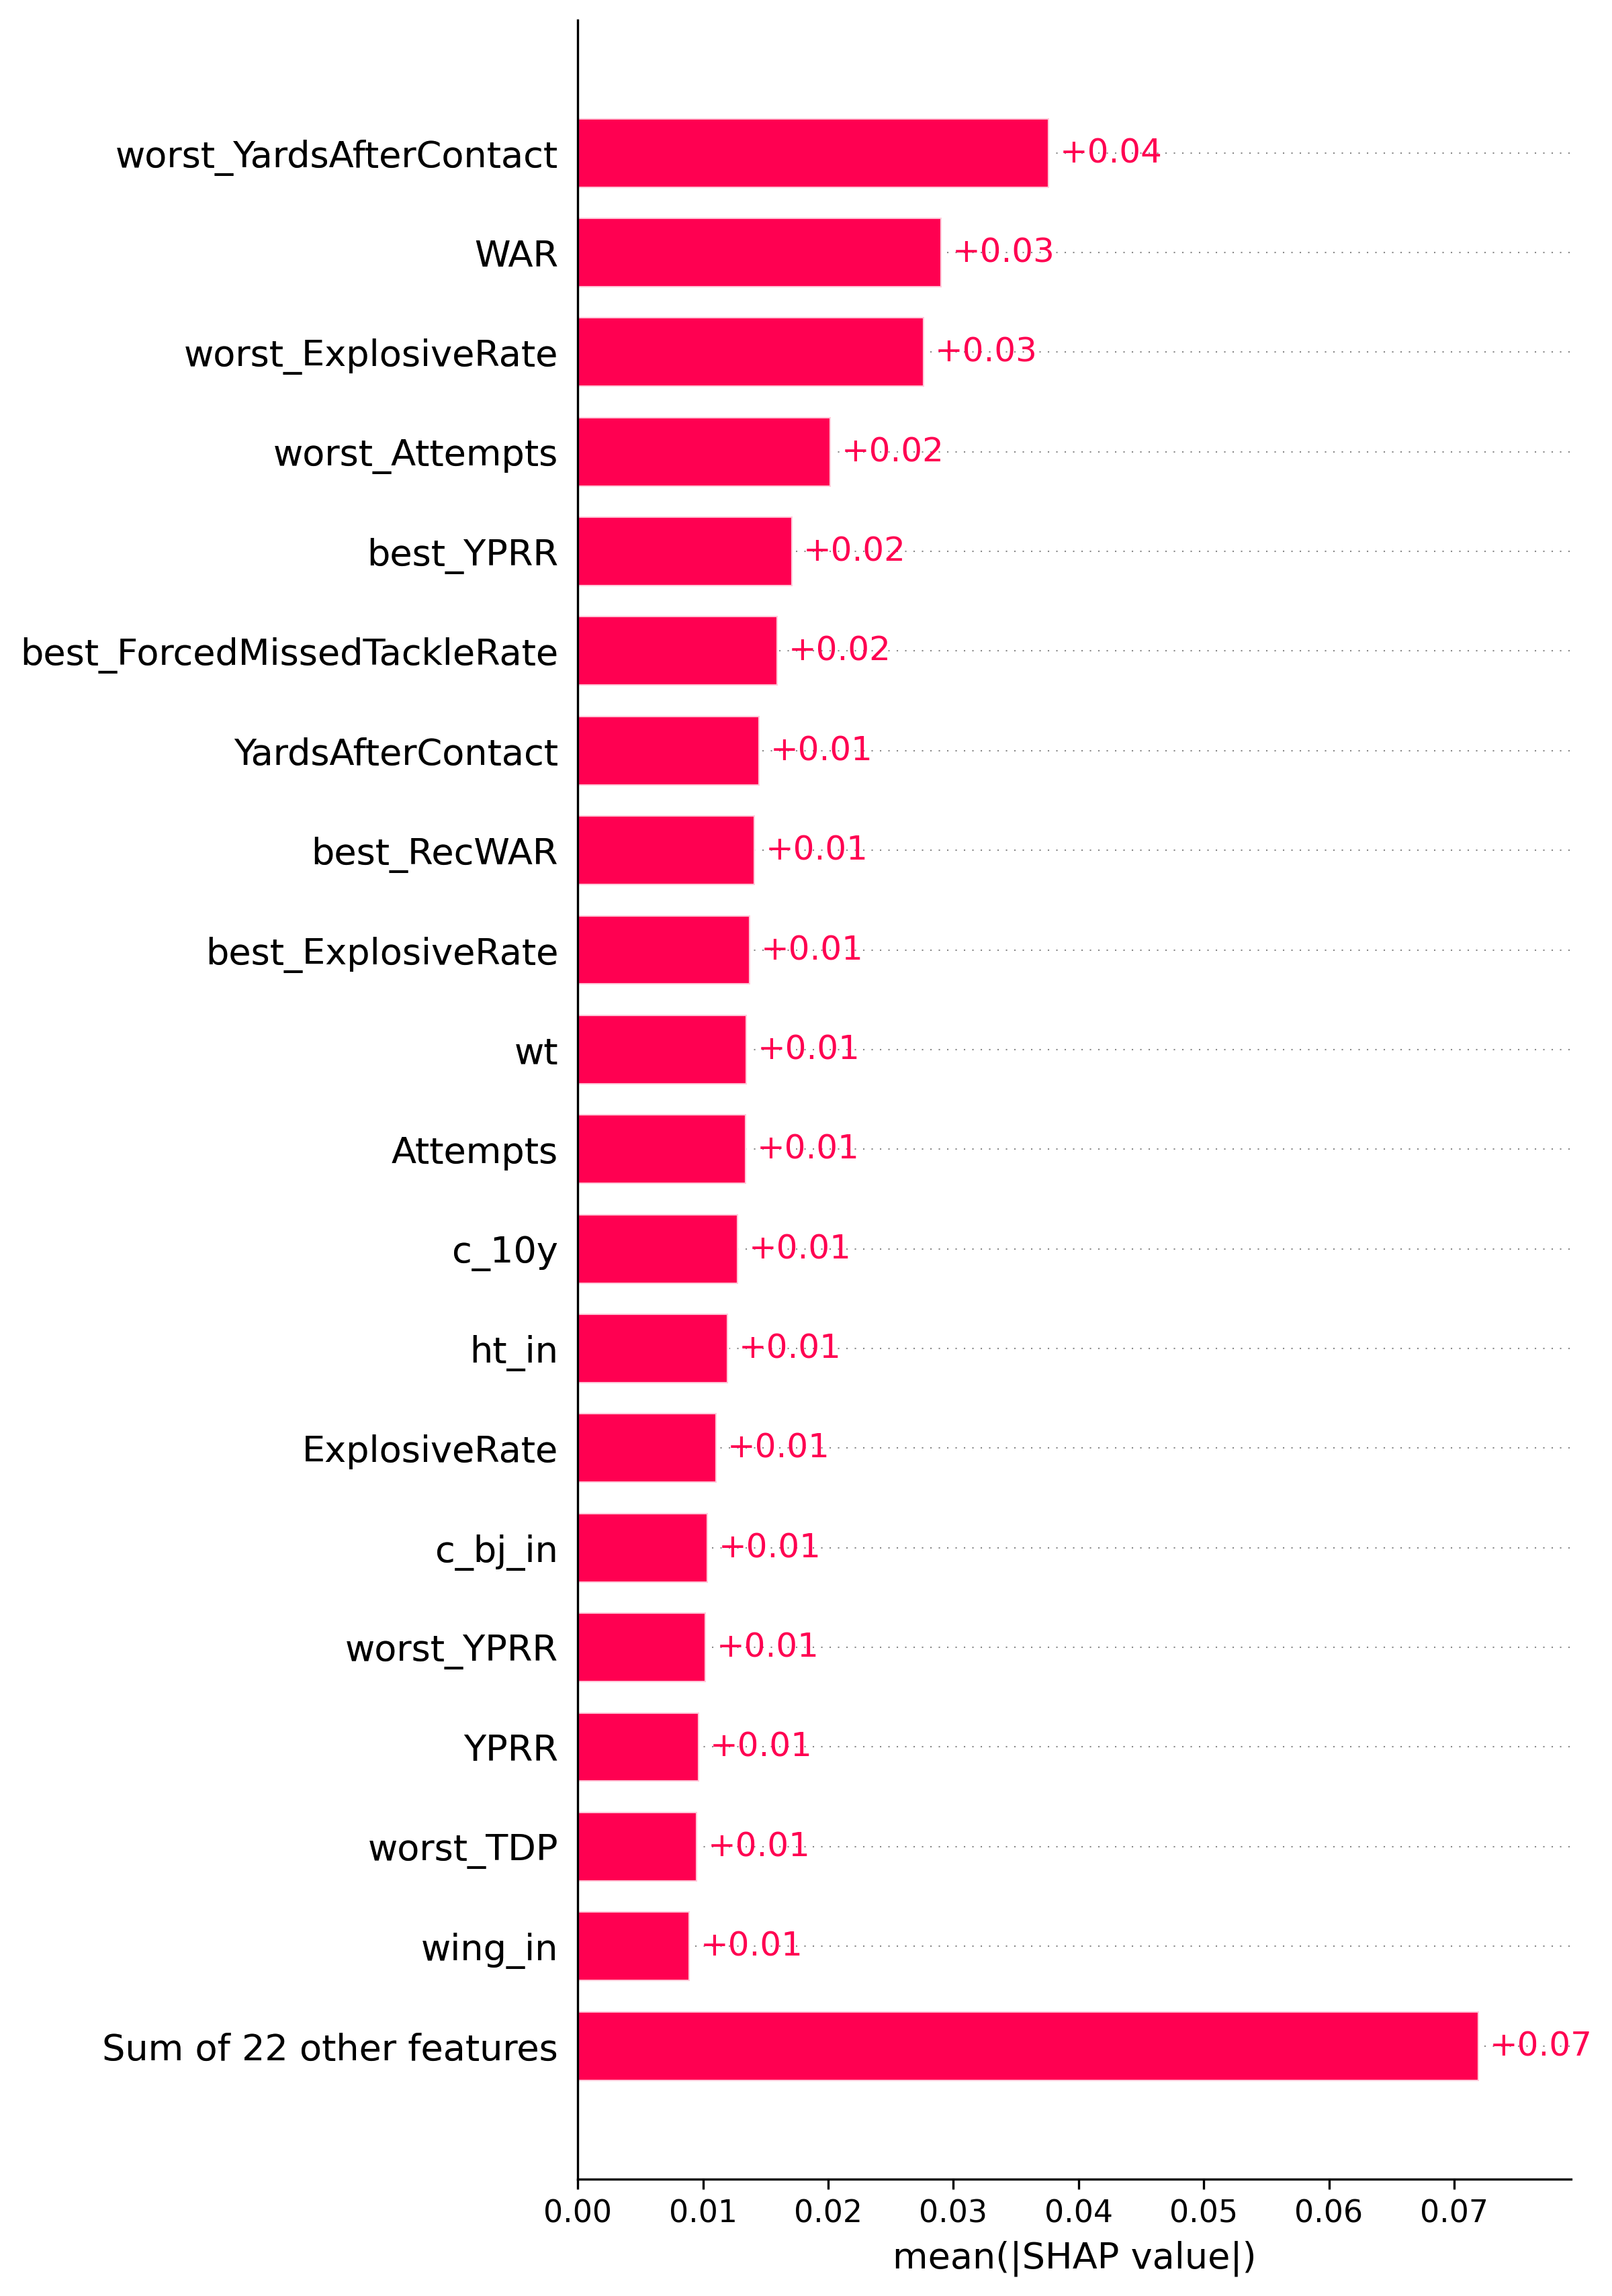 worst_YardsAfterContact +0.04
WAR +0.03
worst_ExplosiveRate +0.03
worst_Attempts +0.02
best_YPRR +0.02
best_ForcedMissedTackleRate +0.02
YardsAfterContact +0.01
best_RecWAR +0.01
best_ExplosiveRate +0.01
wt +0.01
Attempts +0.01
c_10y +0.01
ht_in +0.01
ExplosiveRate +0.01
c_bj_in +0.01
worst_YPRR +0.01
YPRR +0.01
worst_TDP +0.01
wing_in +0.01
Sum of 22 other features +0.07
0.00 0.01 0.02 0.03 0.04 0.05 0.06 0.07
mean(|SHAP value|)